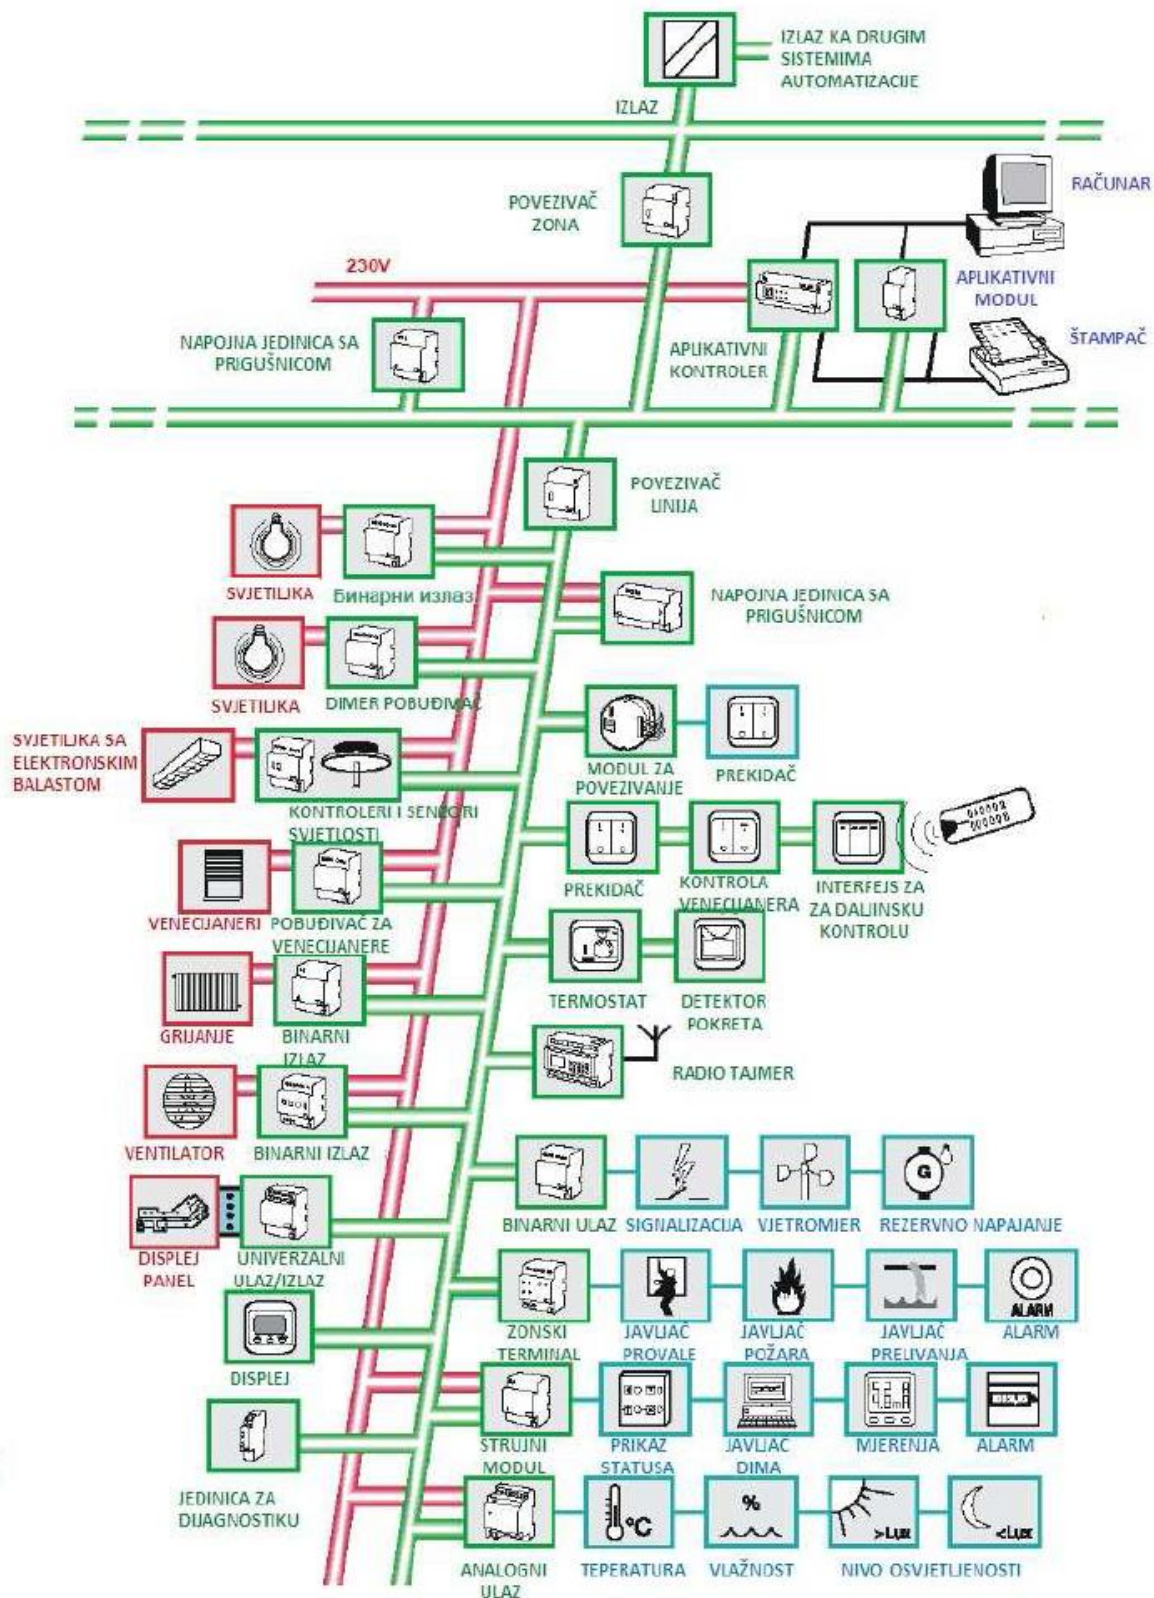 IZLAZ KA DRUGIM
SISTEMIMA
AUTOMATIZACIJE
IZLAZ
POVEZIVAČ
ZONA
RAČUNAR
230V
APLIKATIVNI
MODUL
NAPOJNA JEDINICA SA
PRIGUŠNICOM
APLIKATIVNI
KONTROLER
ŠTAMPAČ
POVEZIVAČ
LINIJA
SVJETILJKA
Бинарни излаз
NAPOJNA JEDINICA SA
PRIGUŠNICOM
SVJETILJKA
DIMER POBUĐIVAČ
SVJETILJKA SA
ELEKTRONSKIM
BALASTOM
KONTROLERI I SENZORI
SVJETLOSTI
MODUL ZA
POVEZIVANJE
PREKIDAČ
VENECIJANERI
POBUĐIVAČ ZA
VENECIJANERE
PREKIDAČ
KONTROLA
VENECIJANERA
INTERFEJS ZA
ZA DALJINSKU
KONTROLU
GRIJANJE
BINARNI
IZLAZ
TERMOSTAT
DETEKTOR
POKRETA
RADIO TAJMER
VENTILATOR
BINARNI IZLAZ
G
BINARNI ULAZ
SIGNALIZACIJA
VJETROMJER
REZERVNO NAPAJANJE
DISPLEJ
PANEL
UNIVERZALNI
ULAZ/IZLAZ
ALARM
ZONSKI
TERMINAL
JAVLJAČ
PROVALE
JAVLJAČ
POŽARA
JAVLJAČ
PRELIVANJA
ALARM
DISPLEJ
STRUJNI
MODUL
PRIKAZ
STATUSA
JAVLJAC
DIMA
MJERENJA
ALARM
JEDINICA ZA
DIJAGNOSTIKU
°C
%
>Lux
<Lux
ANALOGNI
ULAZ
TEPERATURA
VLAŽNOST
NIVO OSVJETLJENOSTI